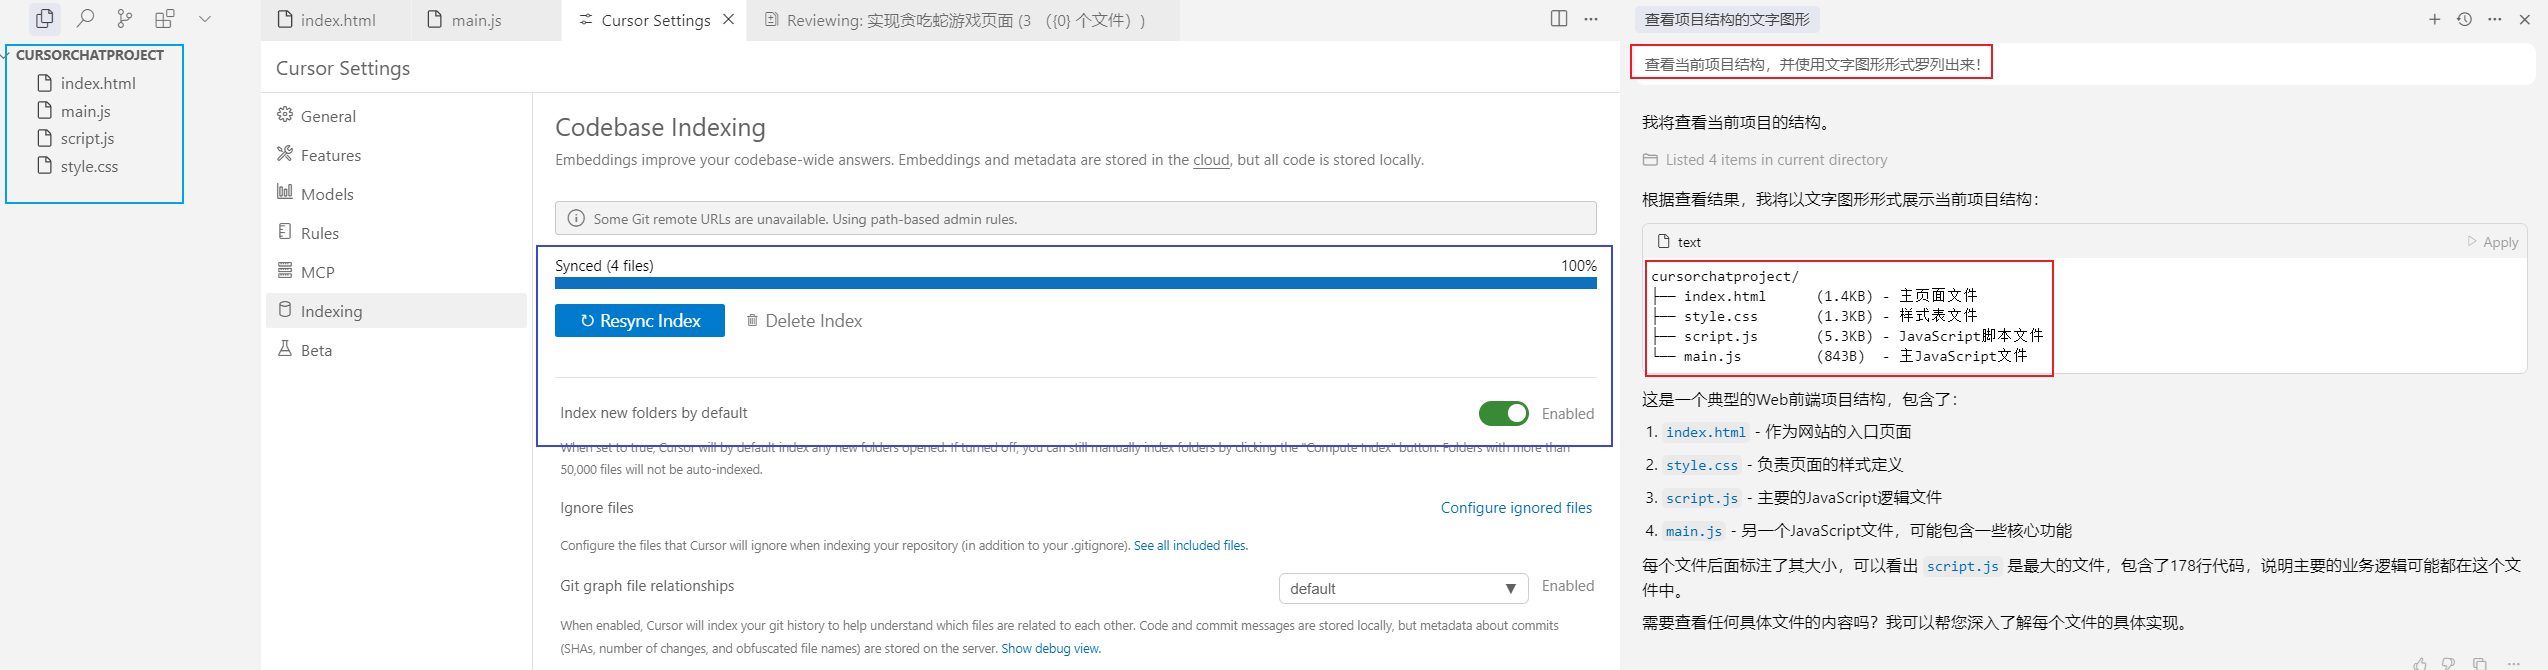 CURSORCHATPROJECT
index.html
main.js
script.js
style.css
index.html
main.js
Cursor Settings
Reviewing: 实现贪吃蛇游戏页面 (3 （{0} 个文件）)
Cursor Settings
General
Features
Models
Rules
MCP
Indexing
Beta
Codebase Indexing
Embeddings improve your codebase-wide answers. Embeddings and metadata are stored in the cloud, but all code is stored locally.
Some Git remote URLs are unavailable. Using path-based admin rules.
Synced (4 files) 100%
Resync Index Delete Index
Index new folders by default Enabled
When set to true, Cursor will by default index any new folders opened. If turned off, you can still manually index folders by clicking the "Compute Index" button. Folders with more than
50,000 files will not be auto-indexed.
Ignore files Configure ignored files
Configure the files that Cursor will ignore when indexing your repository (in addition to your .gitignore). See all included files.
Git graph file relationships default Enabled
When enabled, Cursor will index your git history to help understand which files are related to each other. Code and commit messages are stored locally, but metadata about commits
(SHAs, number of changes, and obfuscated file names) are stored on the server. Show debug view.
查看项目结构的文字图形
查看当前项目结构，并使用文字图形形式罗列出来！
我将查看当前项目的结构。
Listed 4 items in current directory
根据查看结果，我将以文字图形形式展示当前项目结构：
text Apply
cursorchatproject/
├── index.html (1.4KB) - 主页面文件
├── style.css (1.3KB) - 样式表文件
├── script.js (5.3KB) - JavaScript脚本文件
└── main.js (843B) - 主JavaScript文件
这是一个典型的Web前端项目结构，包含了：
1. index.html - 作为网站的入口页面
2. style.css - 负责页面的样式定义
3. script.js - 主要的JavaScript逻辑文件
4. main.js - 另一个JavaScript文件，可能包含一些核心功能
每个文件后面标注了其大小，可以看出 script.js 是最大的文件，包含了178行代码，说明主要的业务逻辑可能都在这个文
件中。
需要查看任何具体文件的内容吗？我可以帮您深入了解每个文件的具体实现。